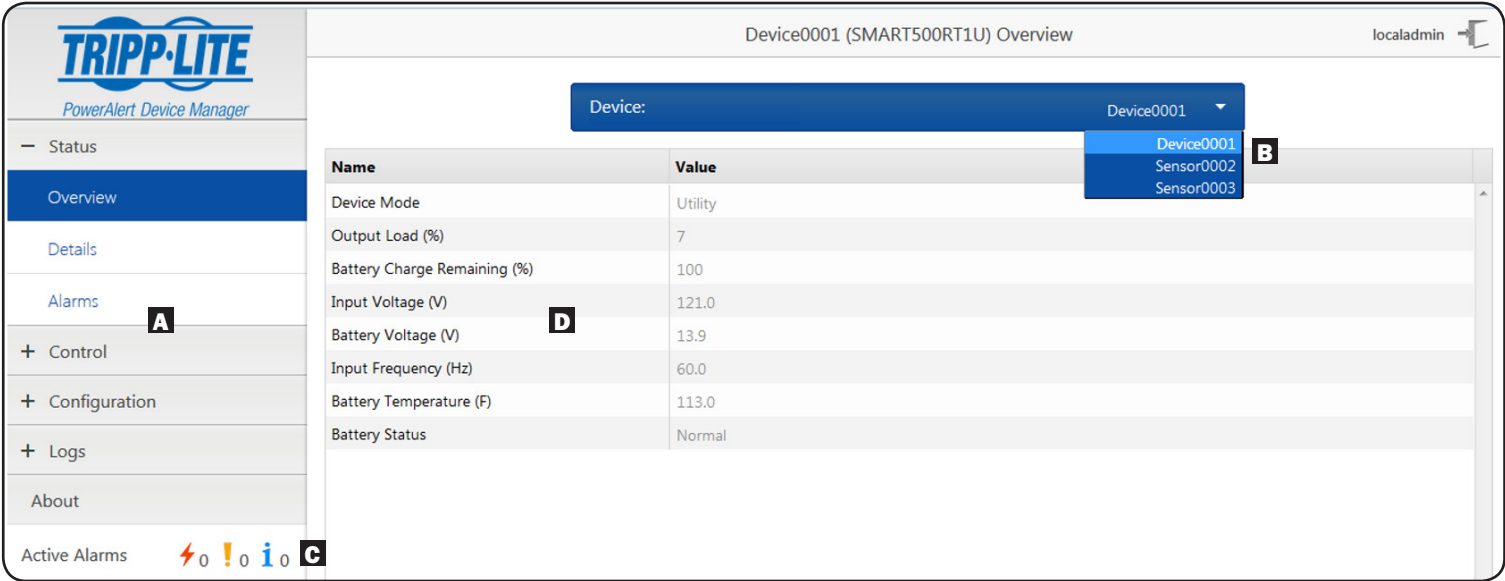 TRIPP·LITE
PowerAlert Device Manager
Device0001 (SMART500RT1U) Overview
localadmin
− Status
Overview
Details
Alarms
A
+ Control
+ Configuration
+ Logs
About
Active Alarms 0 ! 0 i 0 C
Device: Device0001
Device0001
Sensor0002
Sensor0003
B
Name Value
Device Mode Utility
Output Load (%) 7
Battery Charge Remaining (%) 100
Input Voltage (V) 121.0
D
Battery Voltage (V) 13.9
Input Frequency (Hz) 60.0
Battery Temperature (F) 113.0
Battery Status Normal